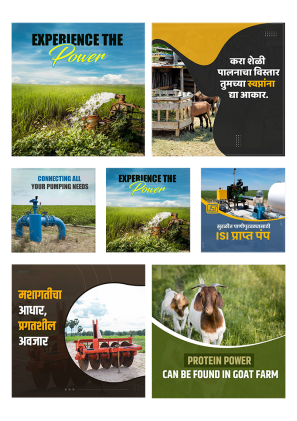 EXPERIENCE THE
Power
करा शेळी
पालनाचा विस्तार
तुमच्या स्वप्नांना
द्या आकार.
CONNECTING ALL
YOUR PUMPING NEEDS
EXPERIENCE THE
Power
ISI प्राप्त पंप
मशागतीचा
आधार,
प्रगतशील
अवजार
PROTEIN POWER
CAN BE FOUND IN GOAT FARM